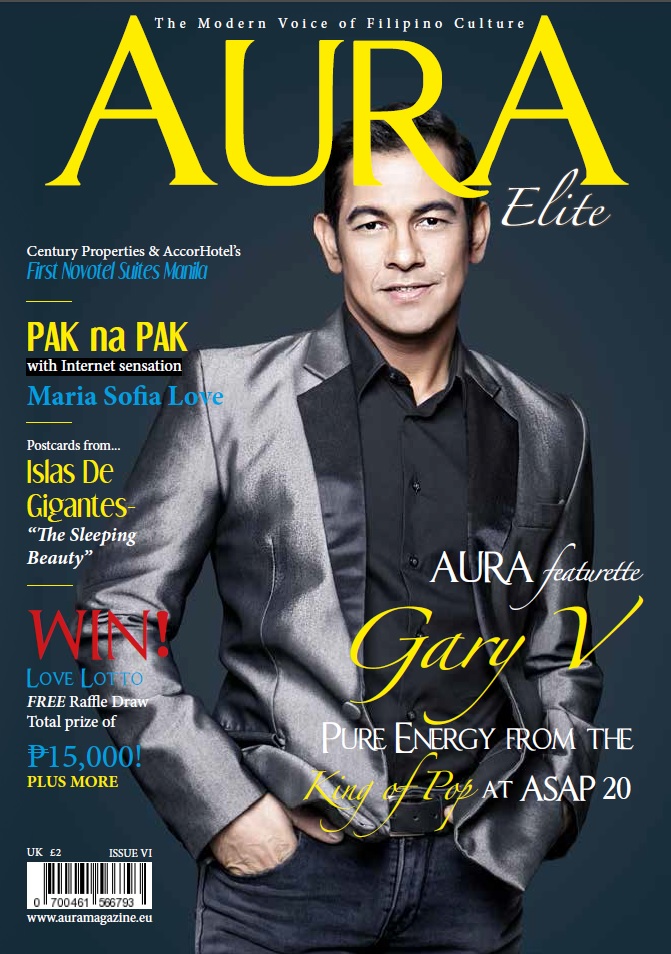 The Modern Voice of Filipino Culture
AURA
Elite
Century Properties & AccorHotel's
First Novotel Suites Manila
PAK na PAK
with Internet sensation
Maria Sofia Love
Postcards from...
Islas De
Gigantes-
“The Sleeping
Beauty”
WIN!
LOVE LOTTO
FREE Raffle Draw
Total prize of
₱15,000!
PLUS MORE
AURA featurette
Gary V
PURE ENERGY FROM THE
King of Pop AT ASAP 20
UK £2 ISSUE VI
0 700461 566793
www.auramagazine.eu